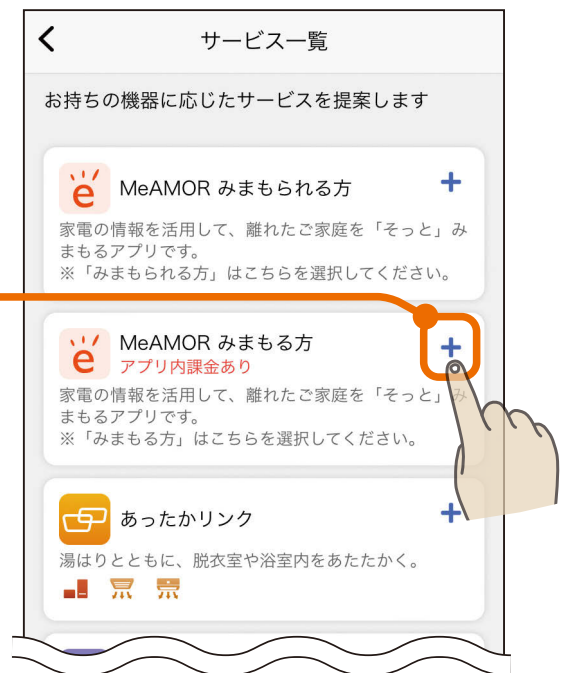 サービス一覧
お持ちの機器に応じたサービスを提案します
MeAMOR みまもられる方
家電の情報を活用して、離れたご家庭を「そっと」み
まもるアプリです。
※「みまもられる方」はこちらを選択してください。
MeAMOR みまもる方
アプリ内課金あり
家電の情報を活用して、離れたご家庭を「そっと」み
まもるアプリです。
※「みまもる方」はこちらを選択してください。
あったかリンク
湯はりとともに、脱衣室や浴室内をあたたかく。